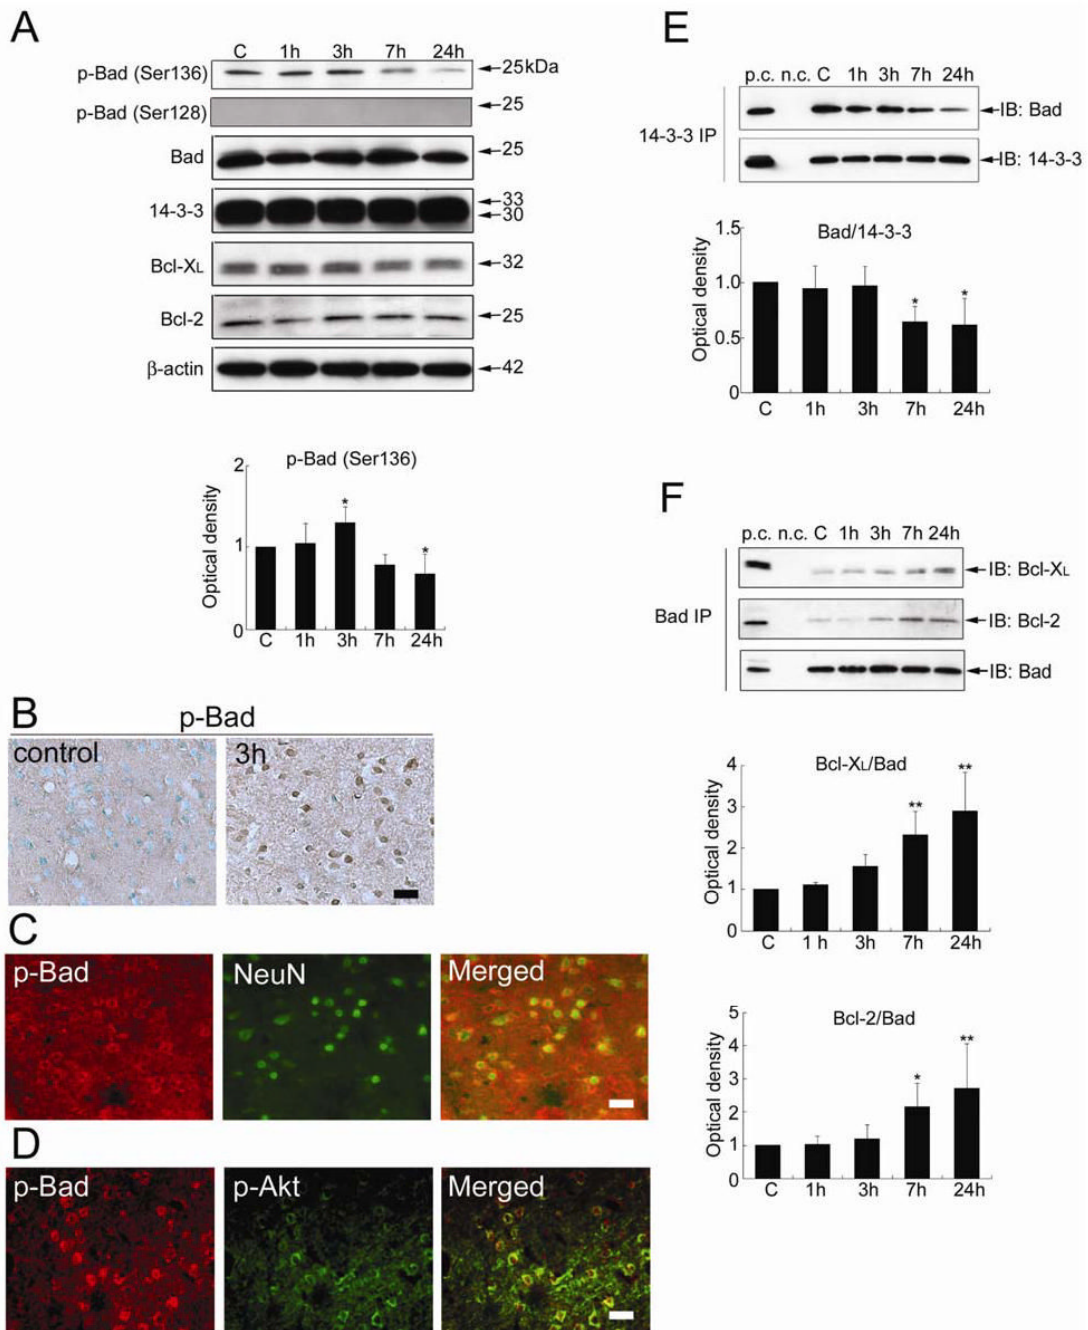 A
C 1h 3h 7h 24h
p-Bad (Ser136) 25kDa
p-Bad (Ser128) 25
Bad 25
14-3-3 33
30
Bcl-XL 32
Bcl-2 25
β-actin 42
p-Bad (Ser136)
Optical density
2
1
0
*
*
C 1h 3h 7h 24h
B
p-Bad
control 3h
C
p-Bad NeuN Merged
D
p-Bad p-Akt Merged
E
p.c. n.c. C 1h 3h 7h 24h
14-3-3 IP
IB: Bad
IB: 14-3-3
Bad/14-3-3
Optical density
1.5
1.0
0.5
0
* *
C 1h 3h 7h 24h
F
p.c. n.c. C 1h 3h 7h 24h
Bad IP
IB: Bcl-XL
IB: Bcl-2
IB: Bad
Bcl-XL/Bad
Optical density
4
3
2
1
0
** **
C 1 h 3h 7h 24h
Bcl-2/Bad
Optical density
5
4
3
2
1
0
* **
C 1h 3h 7h 24h